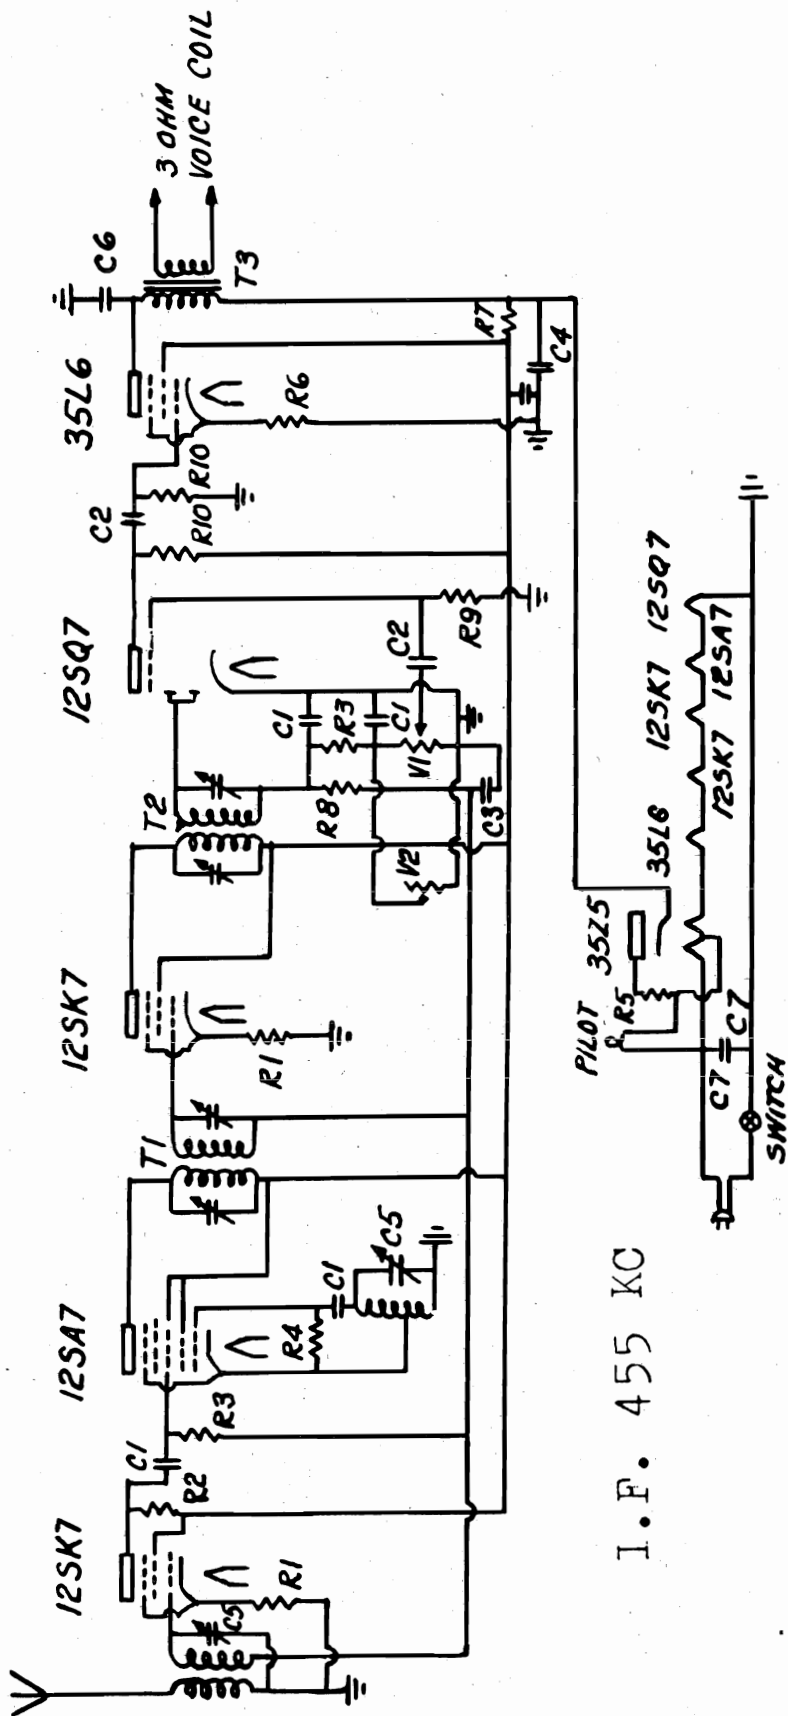 12SK7
12SA7
12SK7
12SQ7
35L6
C1
R2
R3
C5
R1
R4
C1
C5
T1
R1
T2
R8
C1
R3
C1
V1
V2
C3
C2
R9
C2
R10
R10
R6
C6
T3
3 OHM
VOICE COIL
R7
C4
I.F. 455 KC
PILOT
R5
35Z5
35L6
12SK7
12SQ7
12SK7
12SA7
C7
C7
SWITCH